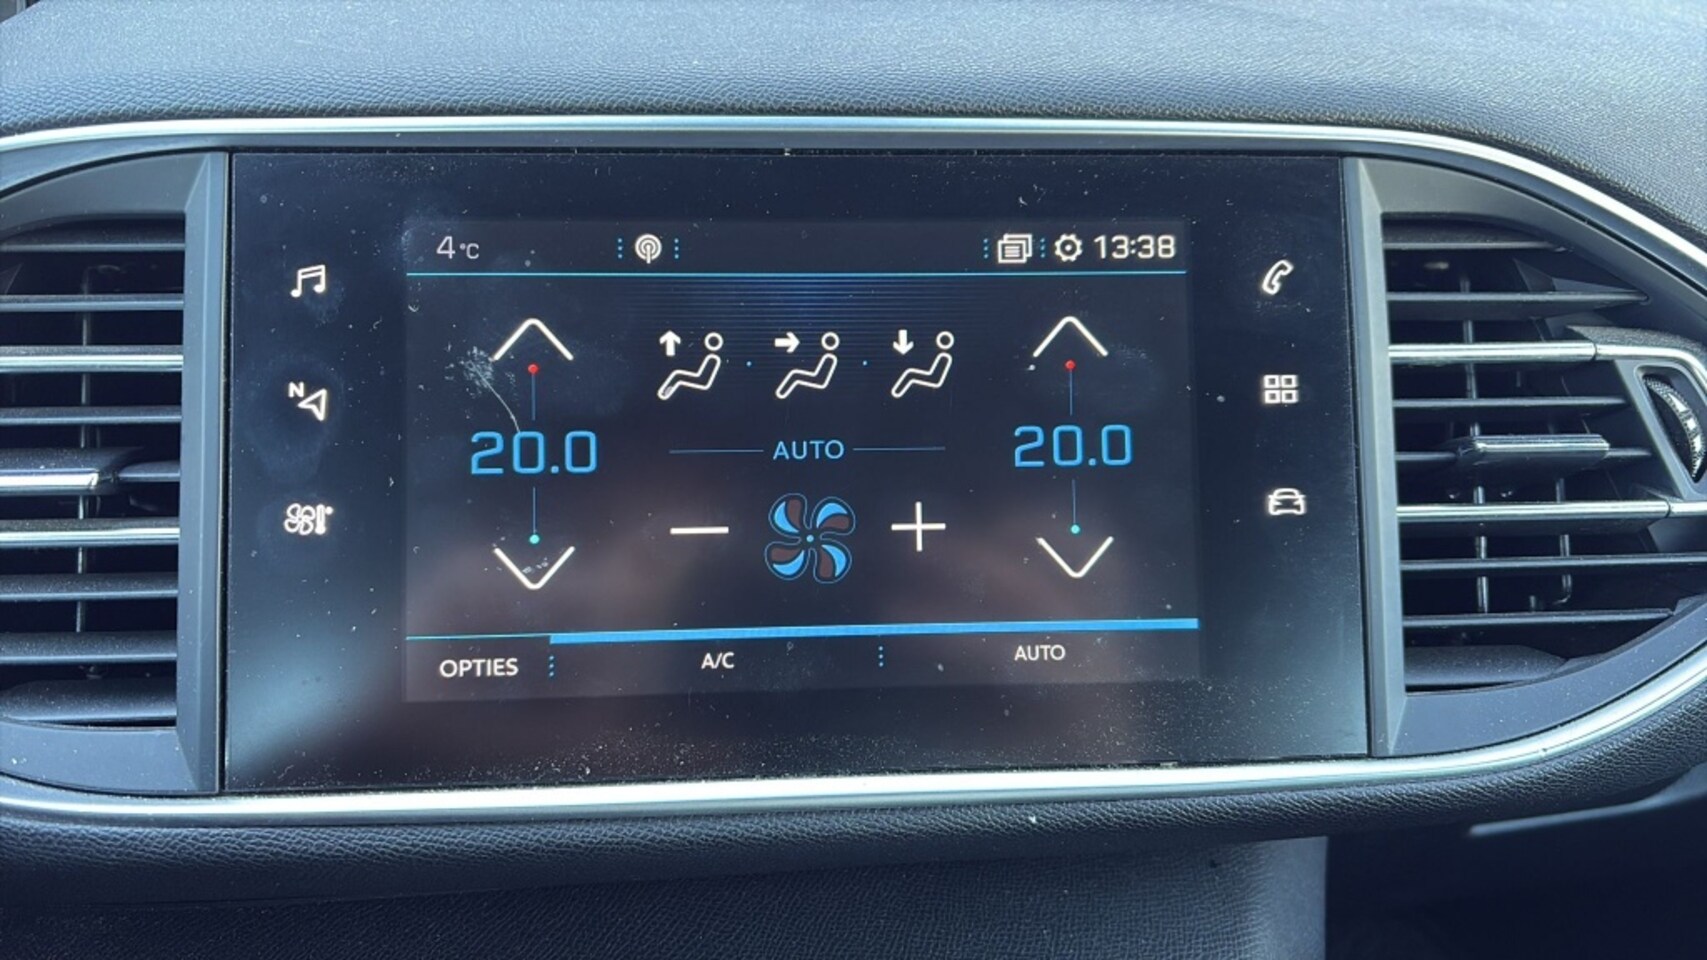 4°C 13:38
N
20.0 AUTO 20.0
OPTIES A/C AUTO